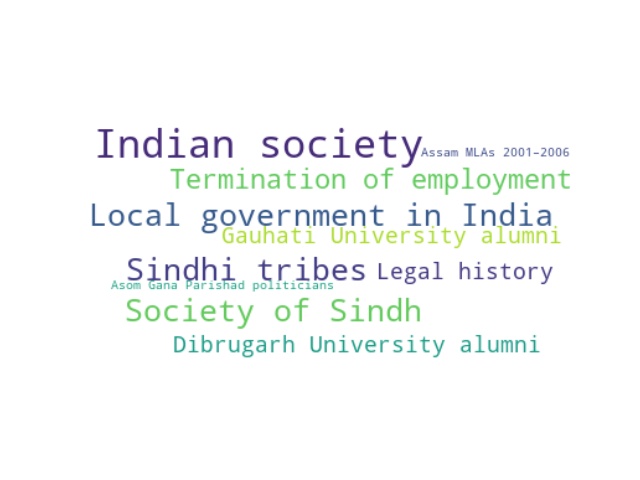 Indian society
Assam MLAs 2001–2006
Termination of employment
Local government in India
Gauhati University alumni
Sindhi tribes
Legal history
Asom Gana Parishad politicians
Society of Sindh
Dibrugarh University alumni